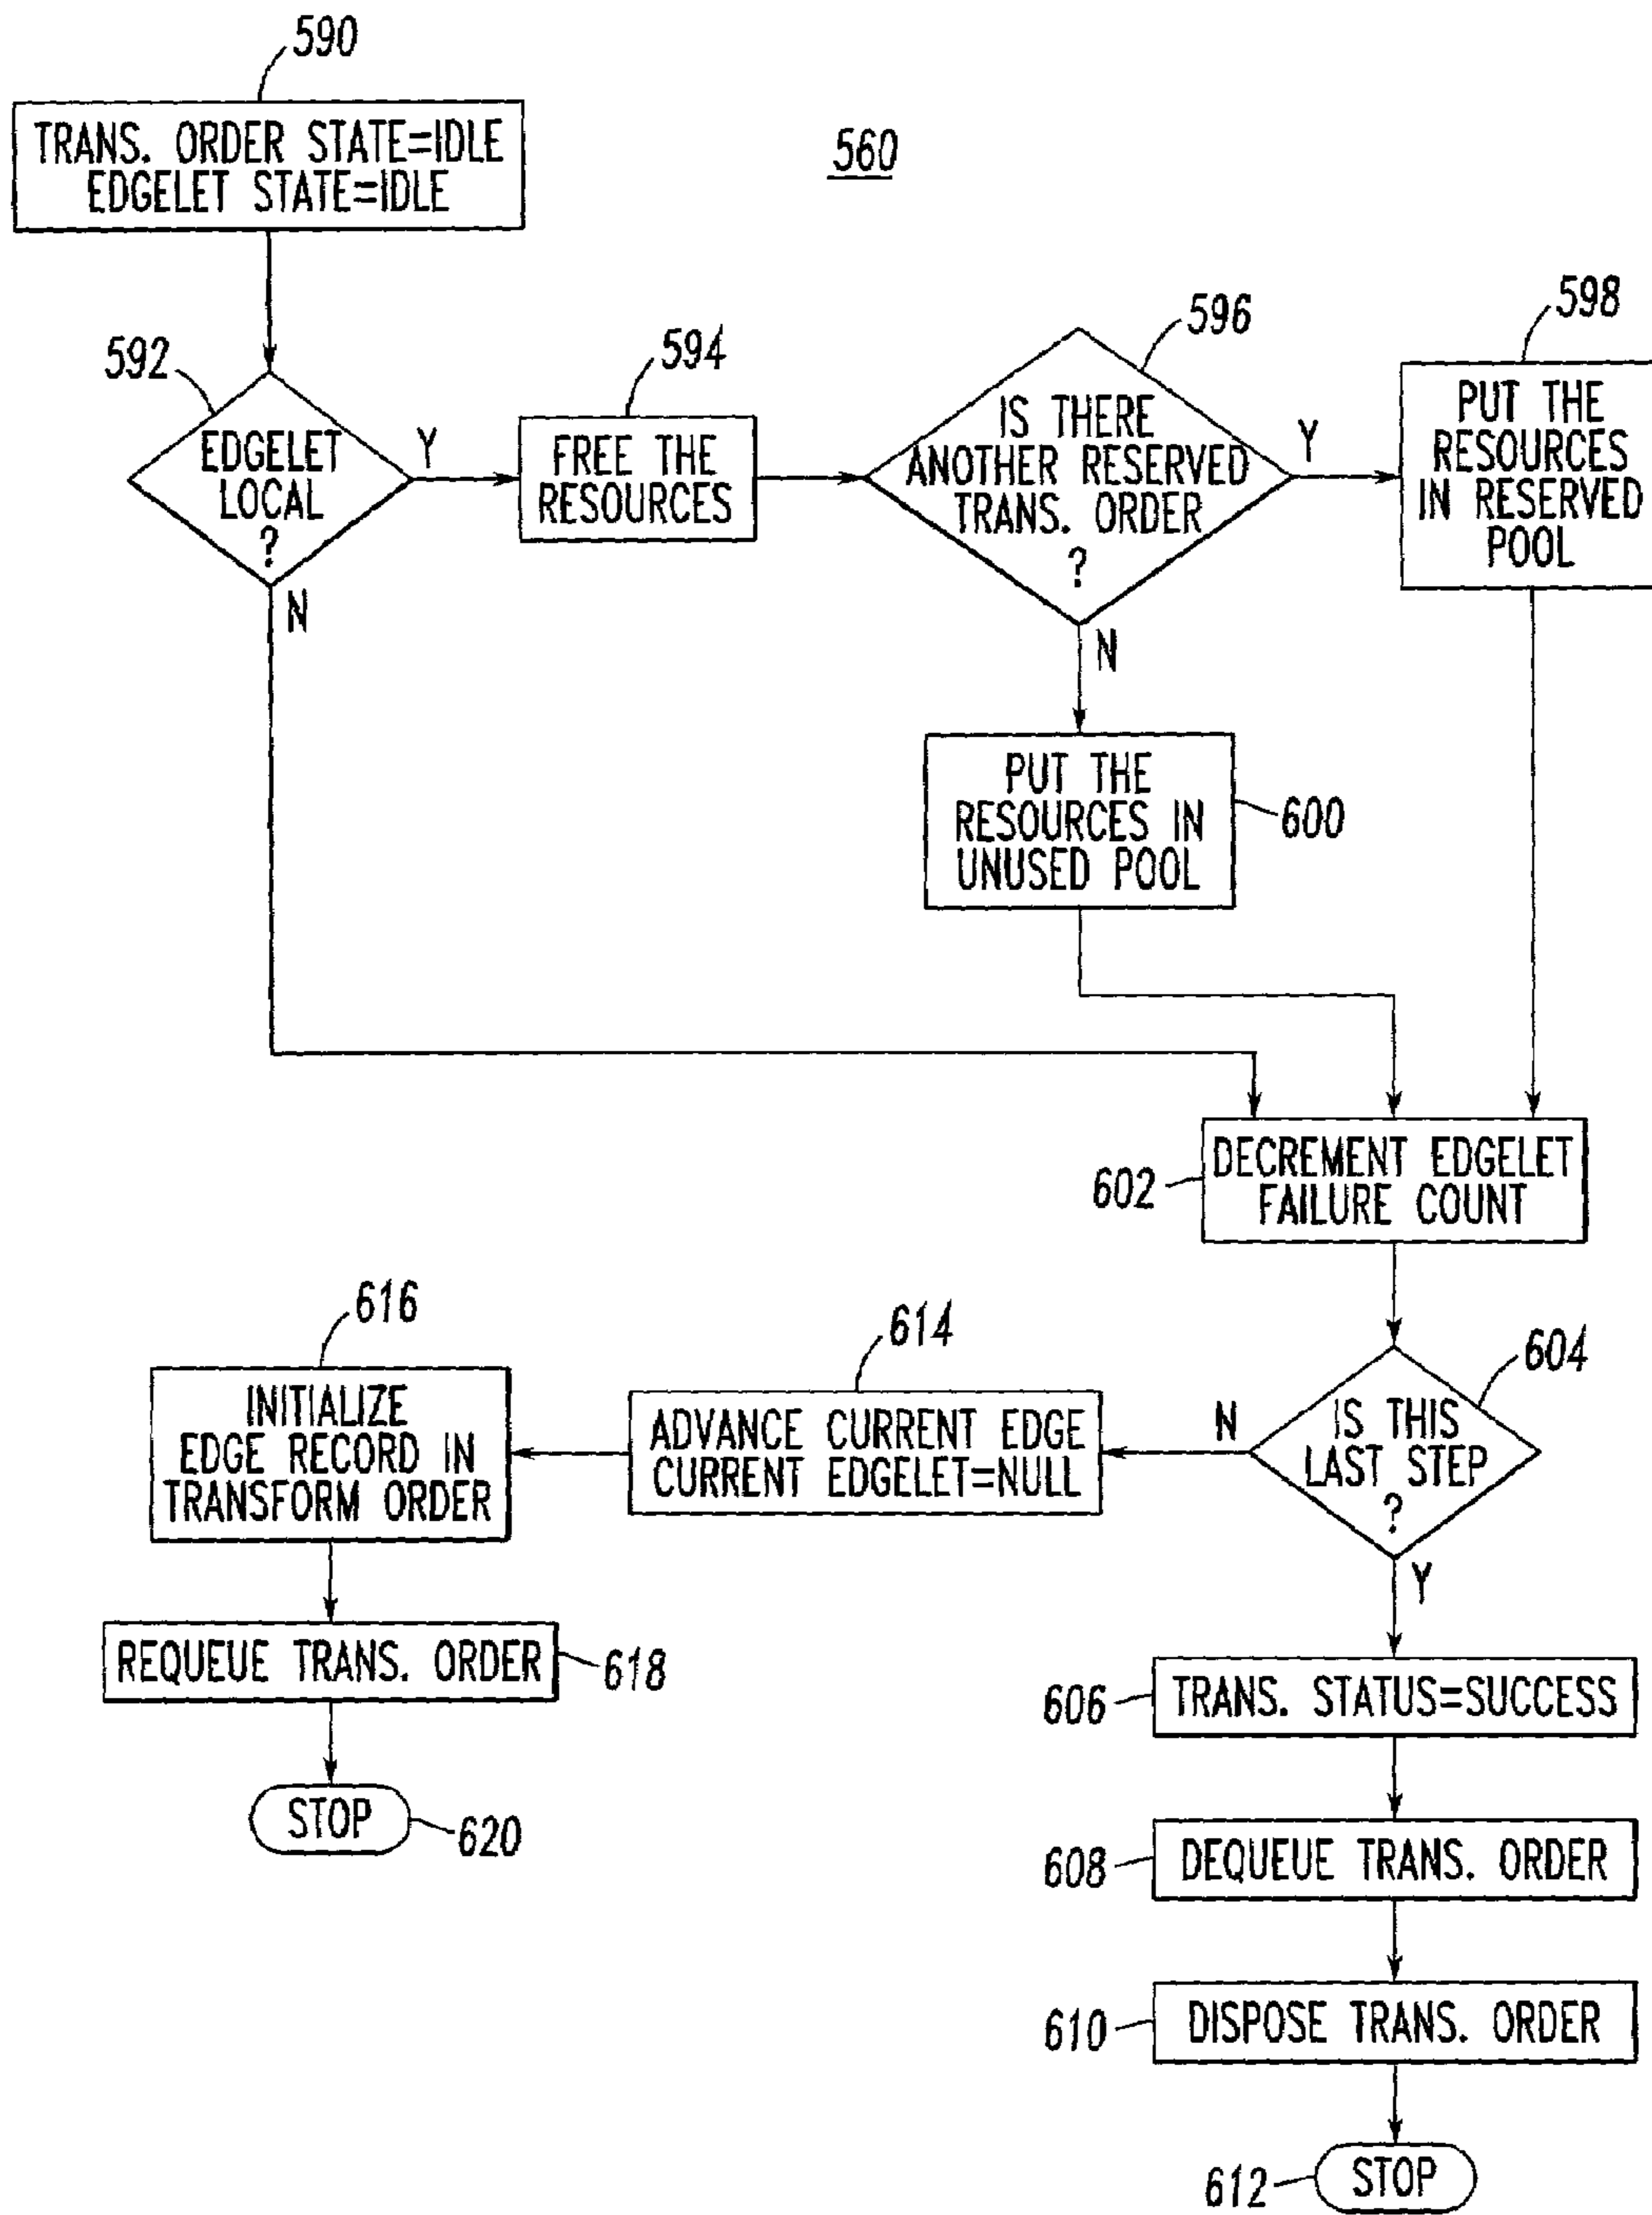 590
TRANS. ORDER STATE=IDLE
EDGELET STATE=IDLE
560
592
EDGELET
LOCAL
?
Y
N
594
FREE THE
RESOURCES
596
IS THERE
ANOTHER RESERVED
TRANS. ORDER
?
Y
N
598
PUT THE
RESOURCES
IN RESERVED
POOL
PUT THE
RESOURCES IN
UNUSED POOL
600
602
DECREMENT EDGELET
FAILURE COUNT
604
IS THIS
LAST STEP
?
N
Y
614
ADVANCE CURRENT EDGE
CURRENT EDGELET=NULL
616
INITIALIZE
EDGE RECORD IN
TRANSFORM ORDER
REQUEUE TRANS. ORDER
618
STOP
620
606
TRANS. STATUS=SUCCESS
608
DEQUEUE TRANS. ORDER
610
DISPOSE TRANS. ORDER
612
STOP